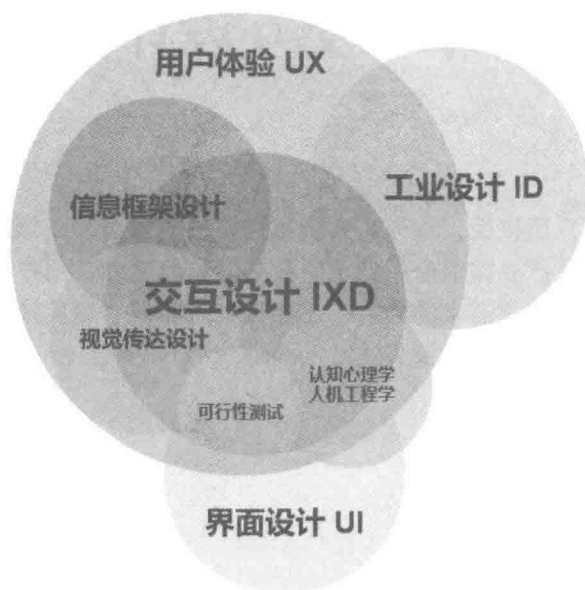 用户体验 UX
工业设计 ID
信息框架设计
交互设计 IXD
视觉传达设计
认知心理学
人机工程学
可行性测试
界面设计 UI